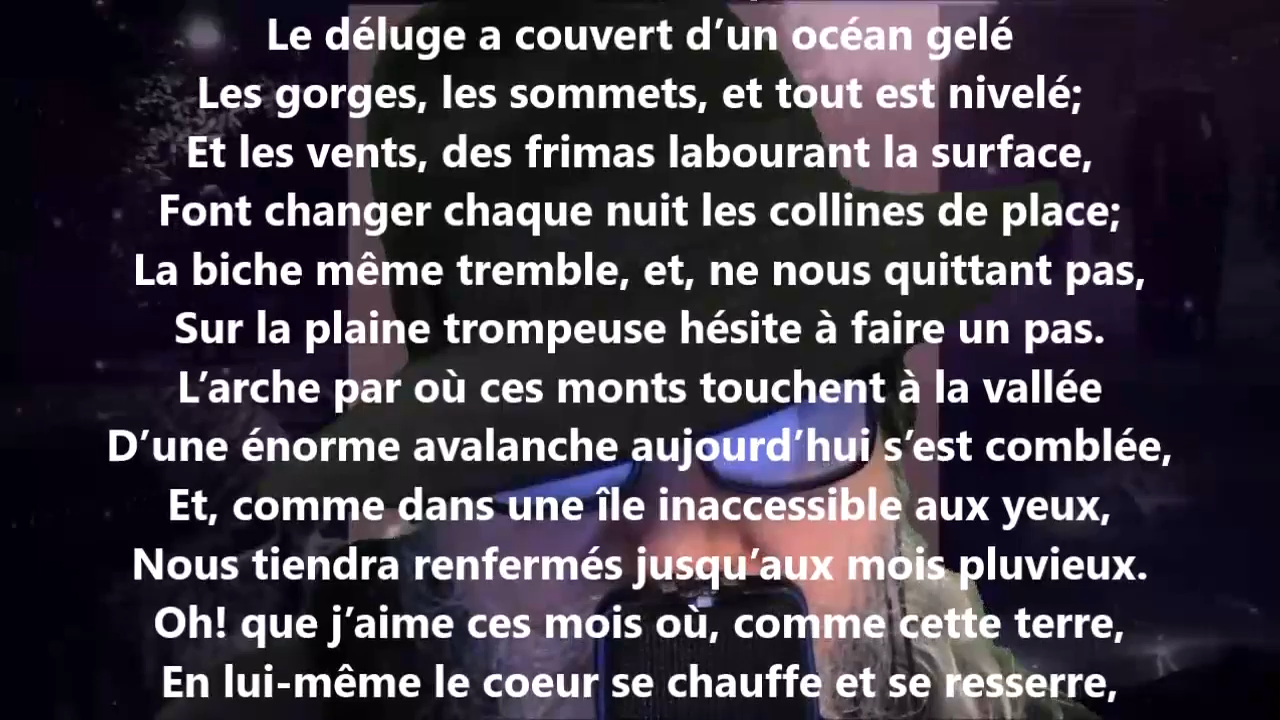 Le déluge a couvert d’un océan gelé
Les gorges, les sommets, et tout est nivelé;
Et les vents, des frimas labourant la surface,
Font changer chaque nuit les collines de place;
La biche même tremble, et, ne nous quittant pas,
Sur la plaine trompeuse hésite à faire un pas.
L’arche par où ces monts touchent à la vallée
D’une énorme avalanche aujourd’hui s’est comblée,
Et, comme dans une île inaccessible aux yeux,
Nous tiendra renfermés jusqu’aux mois pluvieux.
Oh! que j’aime ces mois où, comme cette terre,
En lui-même le coeur se chauffe et se resserre,